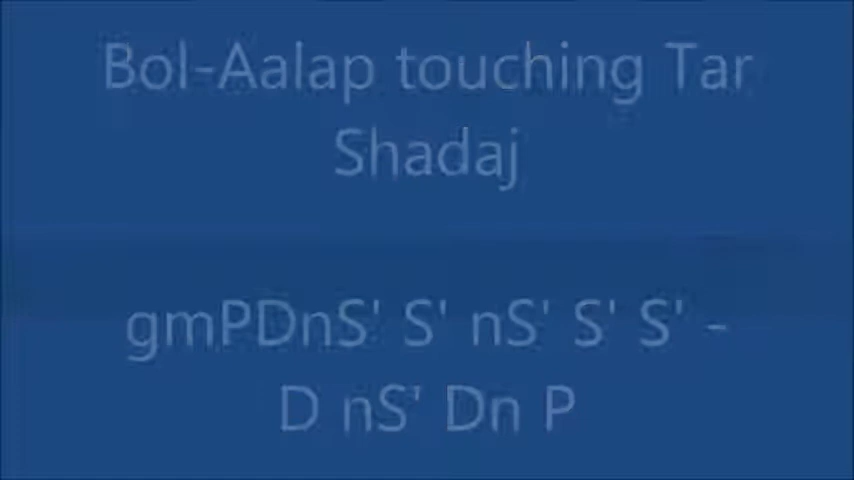 Bol-Aalap touching Tar
Shadaj
gmPDnS' S' nS' S' S' -
D nS' Dn P